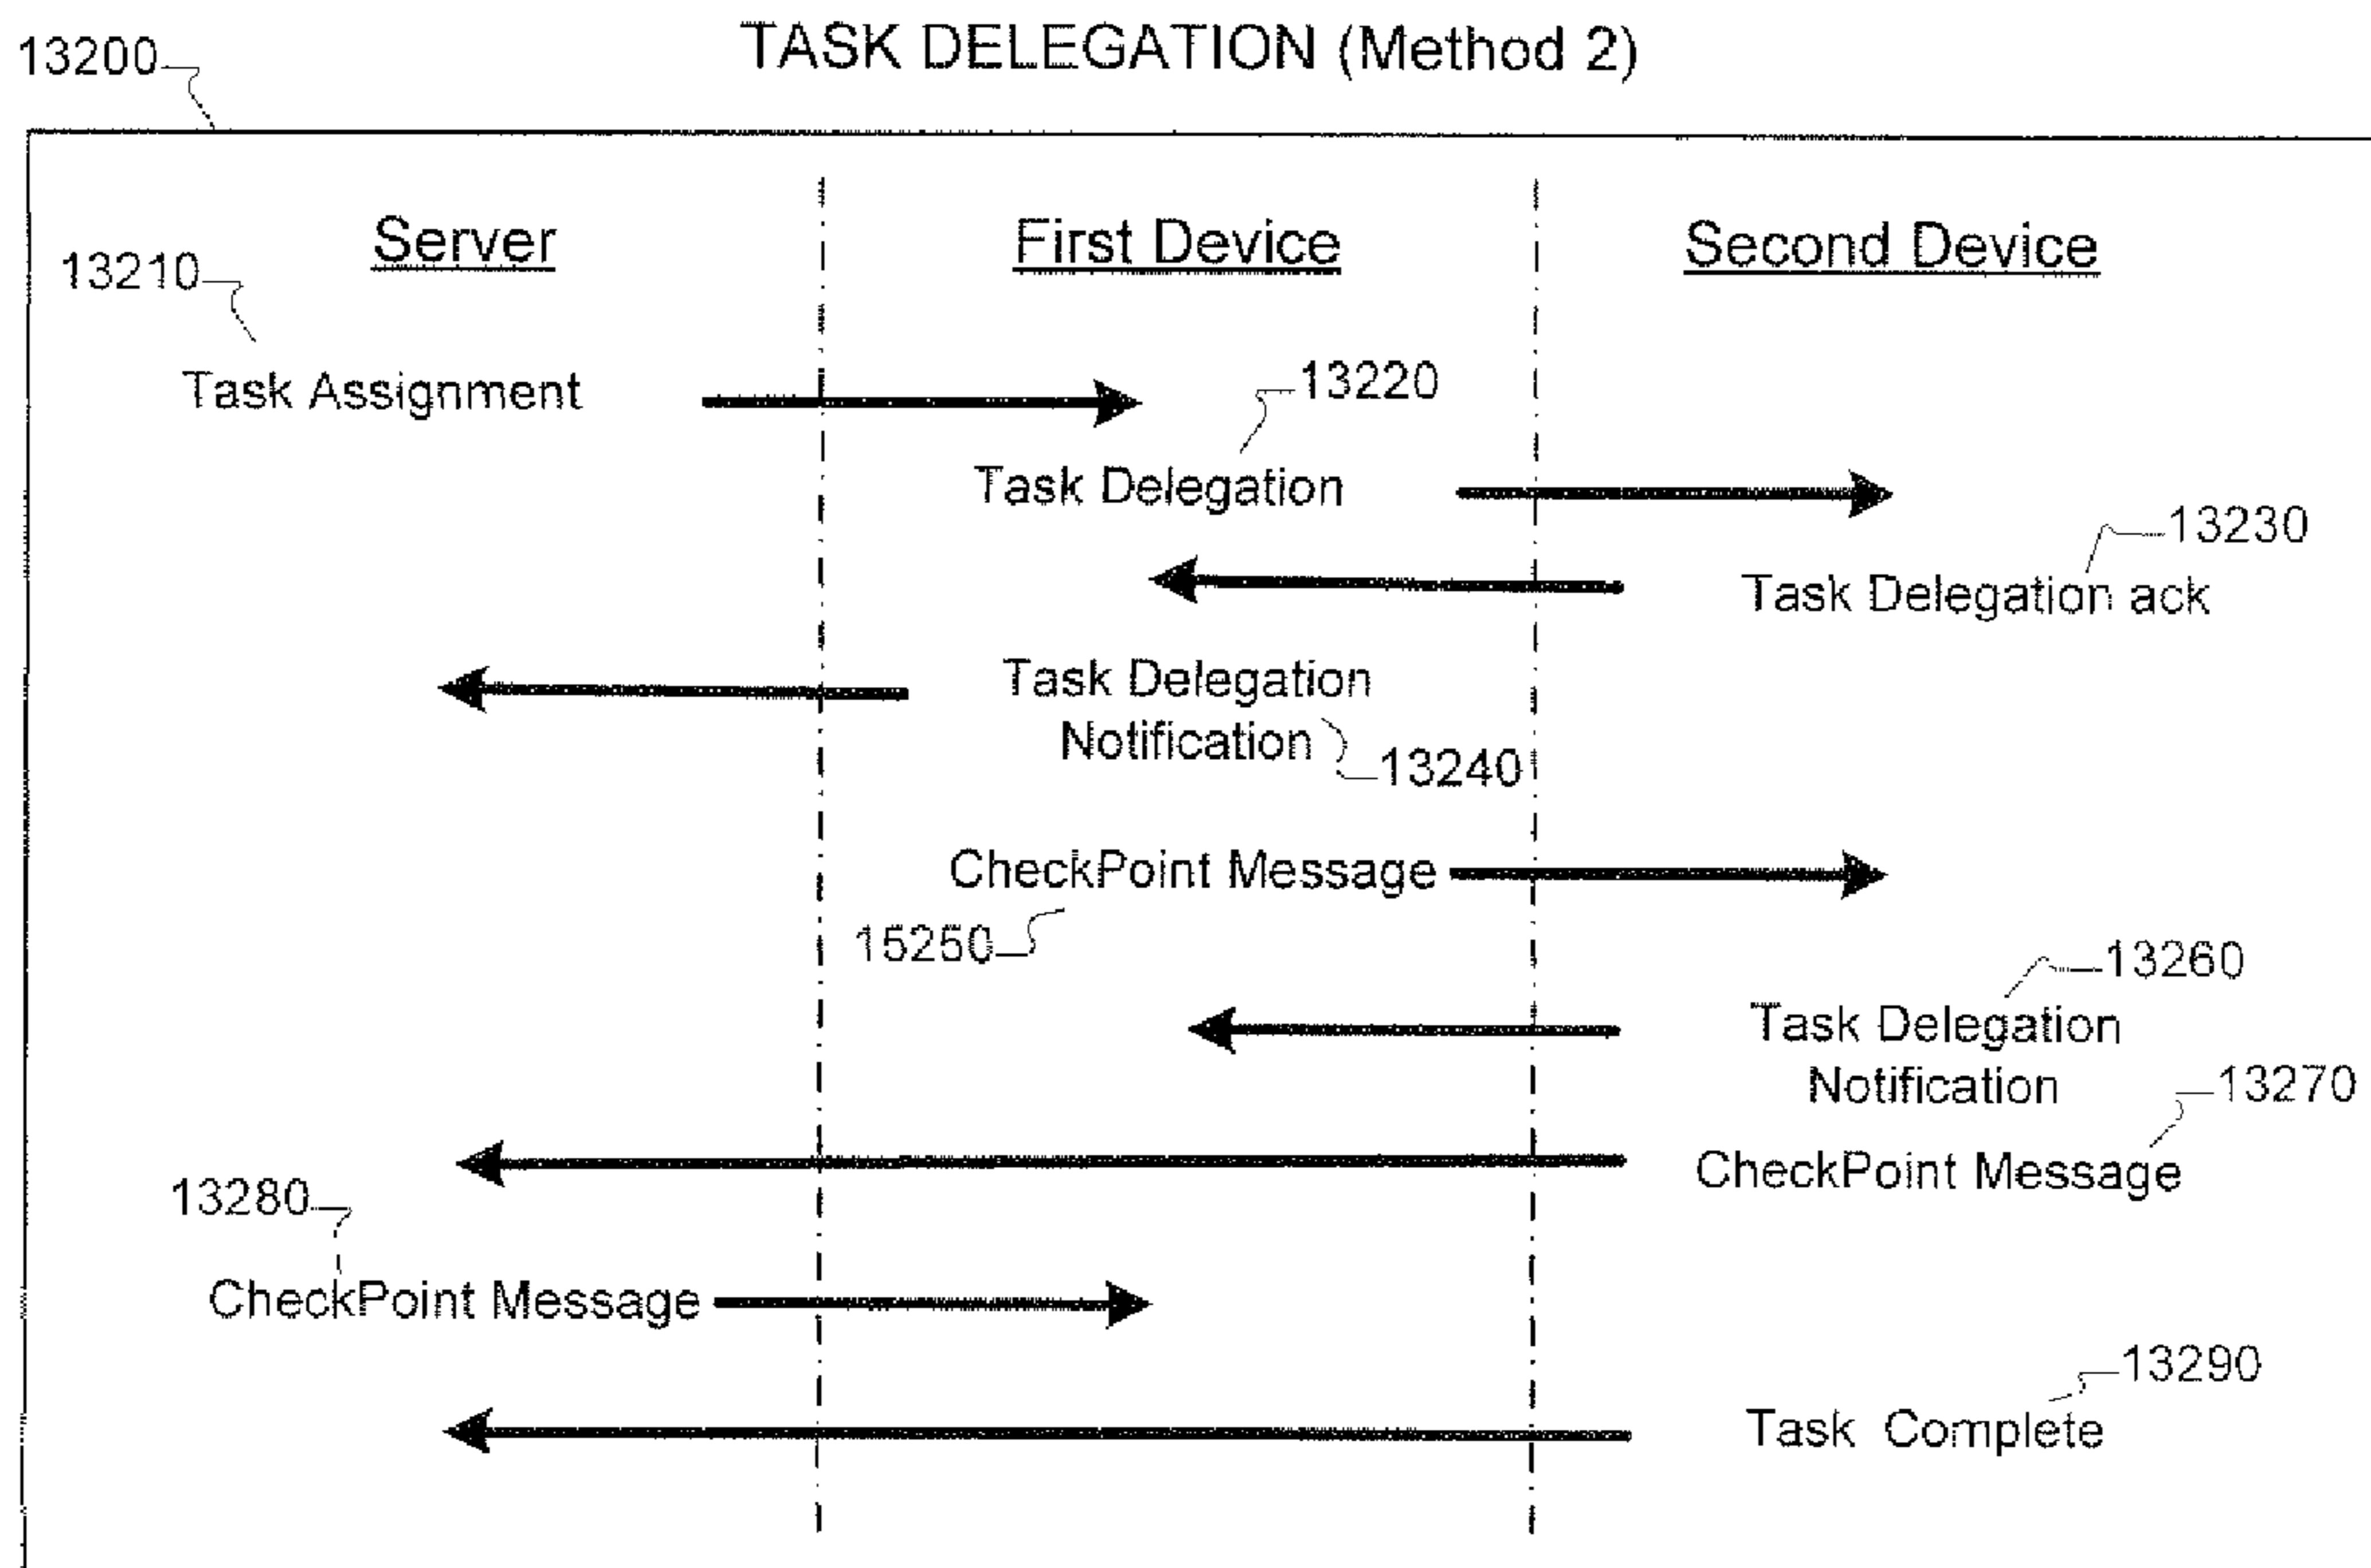 TASK DELEGATION (Method 2)
13200
Server
First Device
Second Device
13210
Task Assignment
13220
Task Delegation
13230
Task Delegation ack
Task Delegation
Notification
13240
CheckPoint Message
15250
13260
Task Delegation
Notification
13270
CheckPoint Message
13280
CheckPoint Message
13290
Task Complete